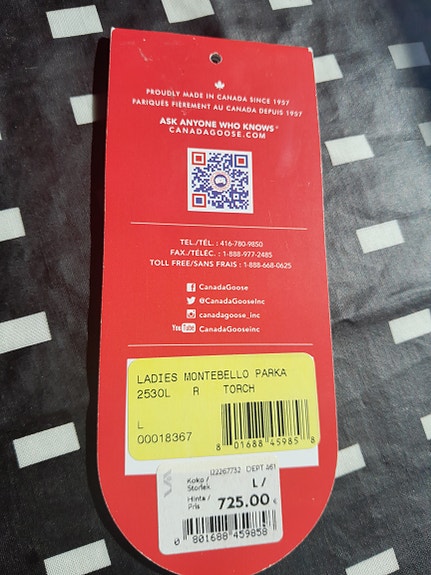 PROUDLY MADE IN CANADA SINCE 1957
FABRIQUÉS FIÈREMENT AU CANADA DEPUIS 1957
ASK ANYONE WHO KNOWS®
CANADAGOOSE.COM
TEL./TÉL. : 416-780-9850
FAX./TÉLEC. : 1-888-977-2485
TOLL FREE/SANS FRAIS : 1-888-668-0625
CanadaGoose
@CanadaGooseInc
canadagoose_inc
YouTube CanadaGooseinc
LADIES MONTEBELLO PARKA
2530L R TORCH
L
00018367
8 01688 45985 8
U22267732 DEPT 461
Koko /
Storlek L /
Hinta /
Pris 725.00 €
0 801688 459858